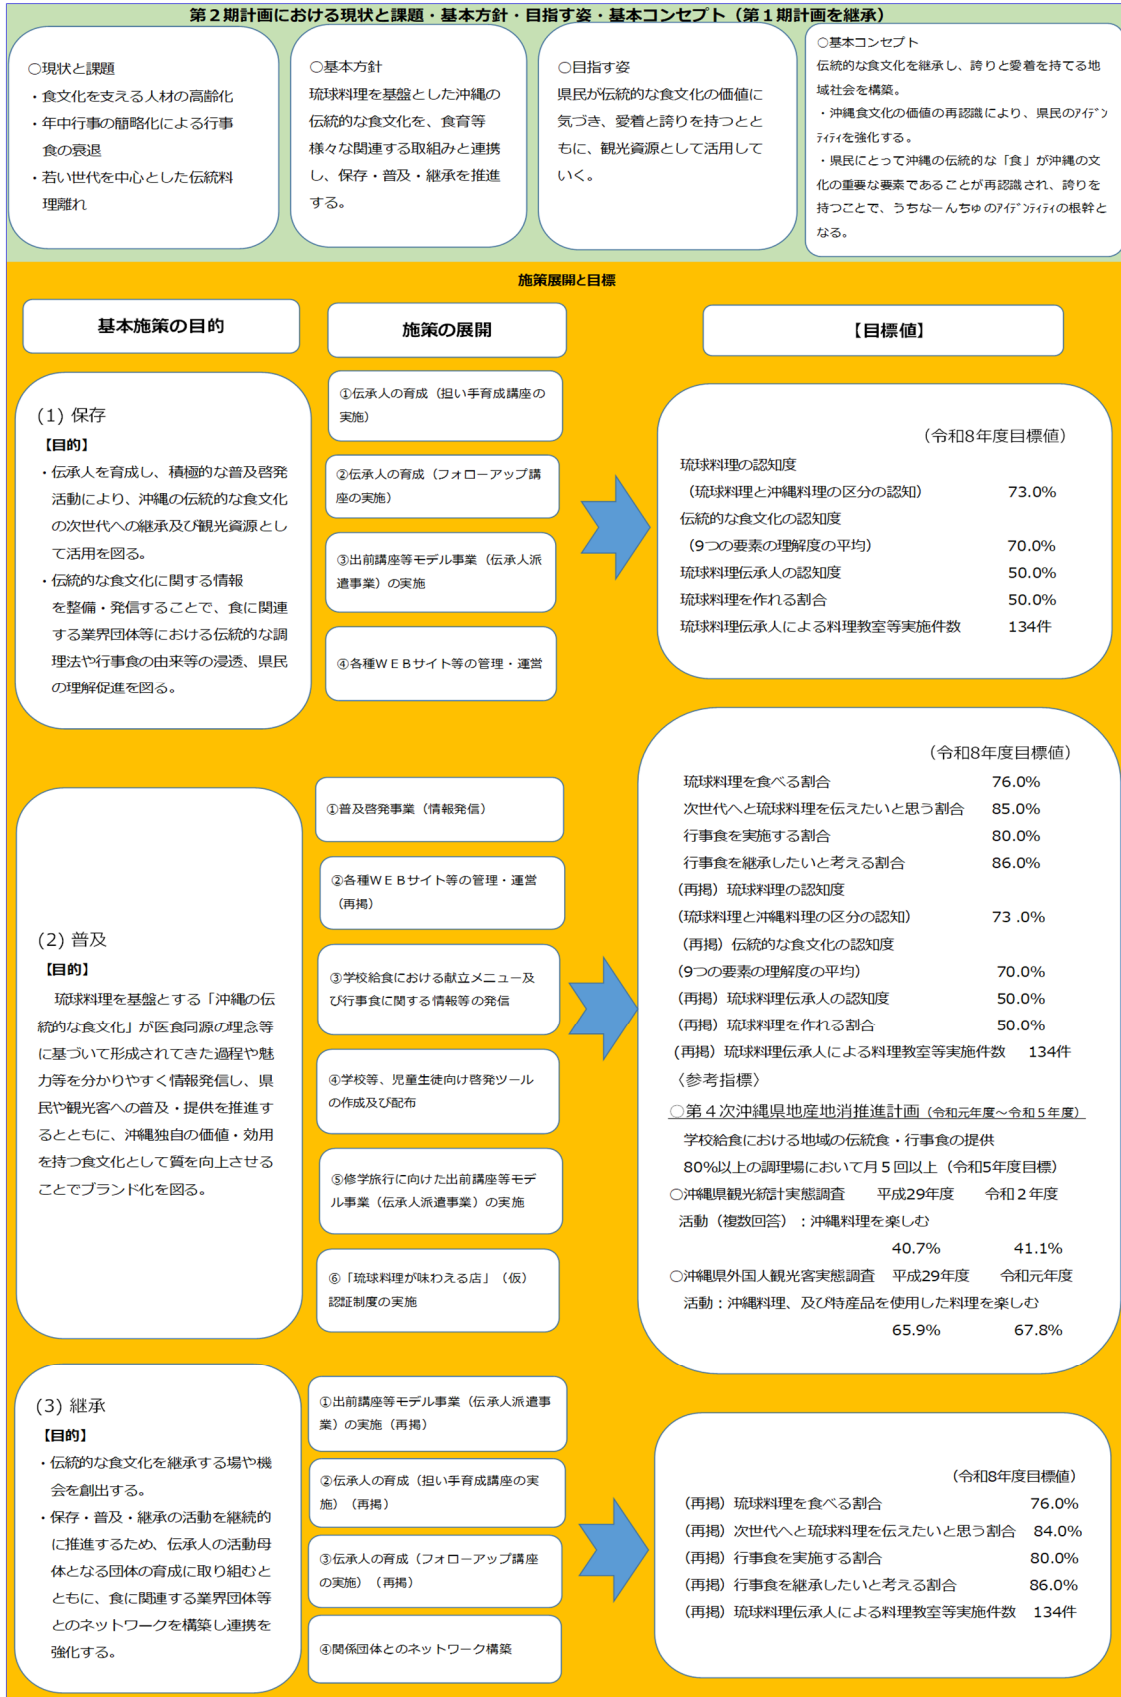 第２期計画における現状と課題・基本方針・目指す姿・基本コンセプト（第１期計画を継承）
○現状と課題
・食文化を支える人材の高齢化
・年中行事の簡略化による行事
食の衰退
・若い世代を中心とした伝統料
理離れ
○基本方針
琉球料理を基盤とした沖縄の
伝統的な食文化を、食育等
様々な関連する取組みと連携
し、保存・普及・継承を推進
する。
○目指す姿
県民が伝統的な食文化の価値に
気づき、愛着と誇りを持つとと
もに、観光資源として活用して
いく。
○基本コンセプト
伝統的な食文化を継承し、誇りと愛着を持てる地
域社会を構築。
・沖縄食文化の価値の再認識により、県民のｱｲﾃﾞﾝ
ﾃｨﾃｨを強化する。
・県民にとって沖縄の伝統的な「食」が沖縄の文
化の重要な要素であることが再認識され、誇りを
持つことで、うちなーんちゅのｱｲﾃﾞﾝﾃｨﾃｨの根幹と
なる。
施策展開と目標
基本施策の目的
施策の展開
【目標値】
(1) 保存
【目的】
・伝承人を育成し、積極的な普及啓発
活動により、沖縄の伝統的な食文化
の次世代への継承及び観光資源とし
て活用を図る。
・伝統的な食文化に関する情報
を整備・発信することで、食に関連
する業界団体等における伝統的な調
理法や行事食の由来等の浸透、県民
の理解促進を図る。
①伝承人の育成（担い手育成講座の
実施）
②伝承人の育成（フォローアップ講
座の実施）
③出前講座等モデル事業（伝承人派
遣事業）の実施
④各種ＷＥＢサイト等の管理・運営
（令和8年度目標値）
琉球料理の認知度
（琉球料理と沖縄料理の区分の認知） 73.0%
伝統的な食文化の認知度
（9つの要素の理解度の平均） 70.0%
琉球料理伝承人の認知度 50.0%
琉球料理を作れる割合 50.0%
琉球料理伝承人による料理教室等実施件数 134件
(2) 普及
【目的】
琉球料理を基盤とする「沖縄の伝
統的な食文化」が医食同源の理念等
に基づいて形成されてきた過程や魅
力等を分かりやすく情報発信し、県
民や観光客への普及・提供を推進す
るとともに、沖縄独自の価値・効用
を持つ食文化として質を向上させる
ことでブランド化を図る。
①普及啓発事業（情報発信）
②各種ＷＥＢサイト等の管理・運営
（再掲）
③学校給食における献立メニュー及
び行事食に関する情報等の発信
④学校等、児童生徒向け啓発ツール
の作成及び配布
⑤修学旅行に向けた出前講座等モデ
ル事業（伝承人派遣事業）の実施
⑥「琉球料理が味わえる店」（仮）
認証制度の実施
（令和8年度目標値）
琉球料理を食べる割合 76.0%
次世代へと琉球料理を伝えたいと思う割合 85.0%
行事食を実施する割合 80.0%
行事食を継承したいと考える割合 86.0%
（再掲）琉球料理の認知度
（琉球料理と沖縄料理の区分の認知） 73 .0%
（再掲）伝統的な食文化の認知度
（9つの要素の理解度の平均） 70.0%
（再掲）琉球料理伝承人の認知度 50.0%
（再掲）琉球料理を作れる割合 50.0%
（再掲）琉球料理伝承人による料理教室等実施件数 134件
〈参考指標〉
○第４次沖縄県地産地消推進計画（令和元年度～令和５年度）
学校給食における地域の伝統食・行事食の提供
80%以上の調理場において月５回以上（令和5年度目標）
○沖縄県観光統計実態調査 平成29年度 令和２年度
活動（複数回答）：沖縄料理を楽しむ
40.7% 41.1%
○沖縄県外国人観光客実態調査 平成29年度 令和元年度
活動：沖縄料理、及び特産品を使用した料理を楽しむ
65.9% 67.8%
(3) 継承
【目的】
・伝統的な食文化を継承する場や機
会を創出する。
・保存・普及・継承の活動を継続的
に推進するため、伝承人の活動母
体となる団体の育成に取り組むと
ともに、食に関連する業界団体等
とのネットワークを構築し連携を
強化する。
①出前講座等モデル事業（伝承人派遣事
業）の実施（再掲）
②伝承人の育成（担い手育成講座の実
施）（再掲）
③伝承人の育成（フォローアップ講座
の実施）（再掲）
④関係団体とのネットワーク構築
（令和8年度目標値）
（再掲）琉球料理を食べる割合 76.0%
（再掲）次世代へと琉球料理を伝えたいと思う割合 84.0%
（再掲）行事食を実施する割合 80.0%
（再掲）行事食を継承したいと考える割合 86.0%
（再掲）琉球料理伝承人による料理教室等実施件数 134件